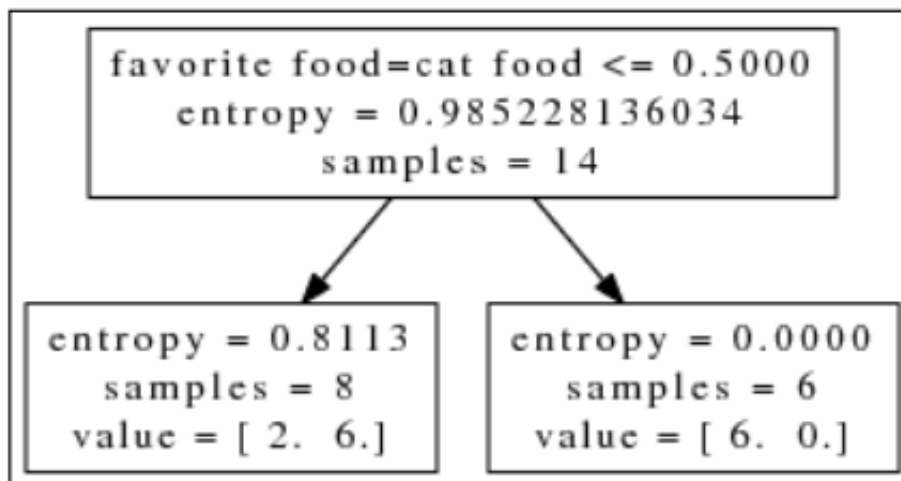 favorite food=cat food <= 0.5000
entropy = 0.985228136034
samples = 14
entropy = 0.8113
samples = 8
value = [ 2. 6.]
entropy = 0.0000
samples = 6
value = [ 6. 0.]